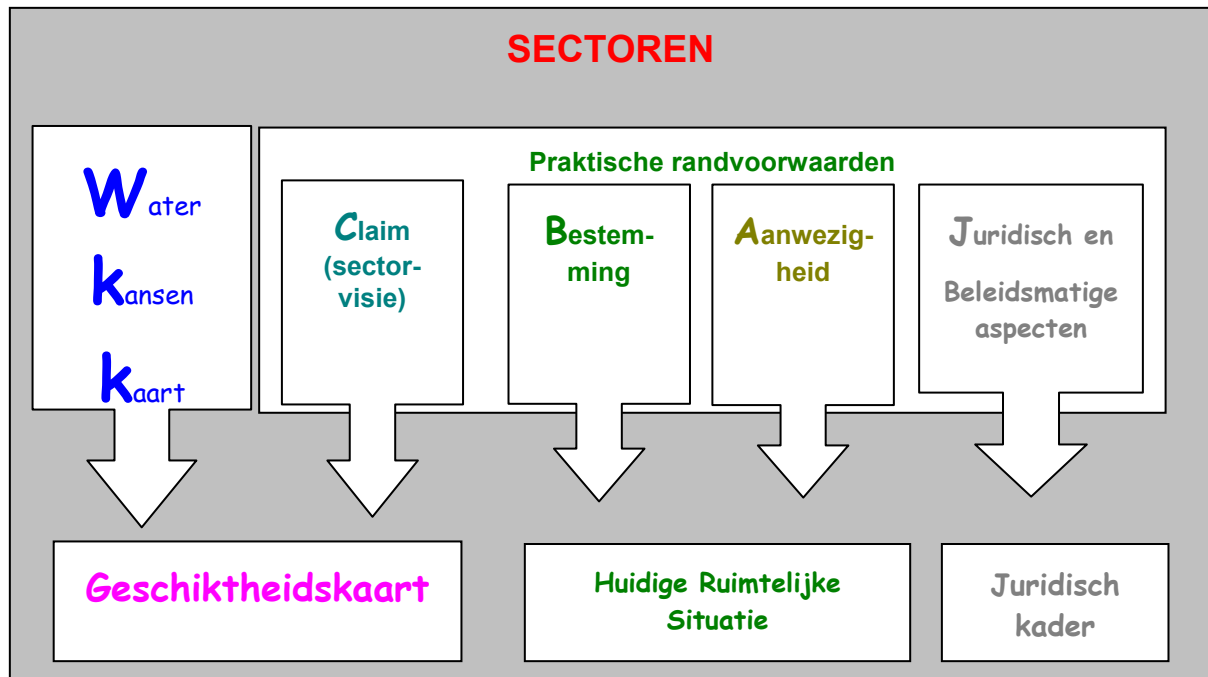 SECTOREN
Water
kansen
kaart
Praktische randvoorwaarden
Claim
(sector-
visie)
Bestem-
ming
Aanwezig-
heid
Juridisch en
Beleidsmatige
aspecten
Geschiktheidskaart
Huidige Ruimtelijke
Situatie
Juridisch
kader